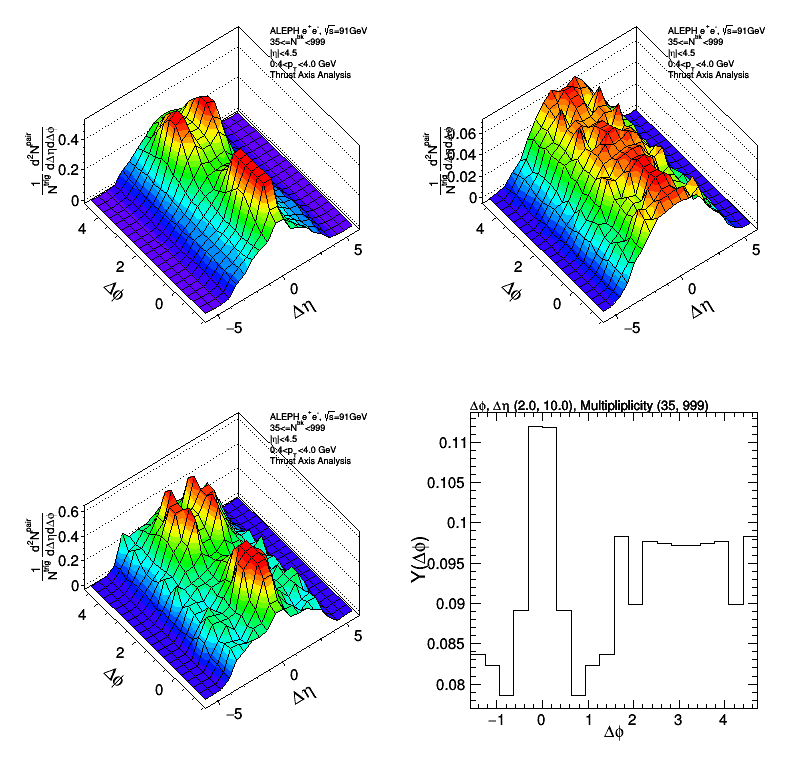 ALEPH e⁺e⁻, √s=91GeV
35<=N^trk<999
|η|<4.5
0.4<p_T<4.0 GeV
Thrust Axis Analysis
1/N^trig d²N^pair/dΔηdΔφ
0.4
0.2
0
4
2
0
Δφ
−5
0
5
Δη
ALEPH e⁺e⁻, √s=91GeV
35<=N^trk<999
|η|<4.5
0.4<p_T<4.0 GeV
Thrust Axis Analysis
1/N^trig d²N^pair/dΔηdΔφ
0.06
0.04
0.02
0
4
2
0
Δφ
−5
0
5
Δη
ALEPH e⁺e⁻, √s=91GeV
35<=N^trk<999
|η|<4.5
0.4<p_T<4.0 GeV
Thrust Axis Analysis
1/N^trig d²N^pair/dΔηdΔφ
0.6
0.4
0.2
0
4
2
0
Δφ
−5
0
5
Δη
Δφ, Δη (2.0, 10.0), Multipliplicity (35, 999)
Y(Δφ)
0.11
0.105
0.1
0.095
0.09
0.085
0.08
−1 0 1 2 3 4
Δφ